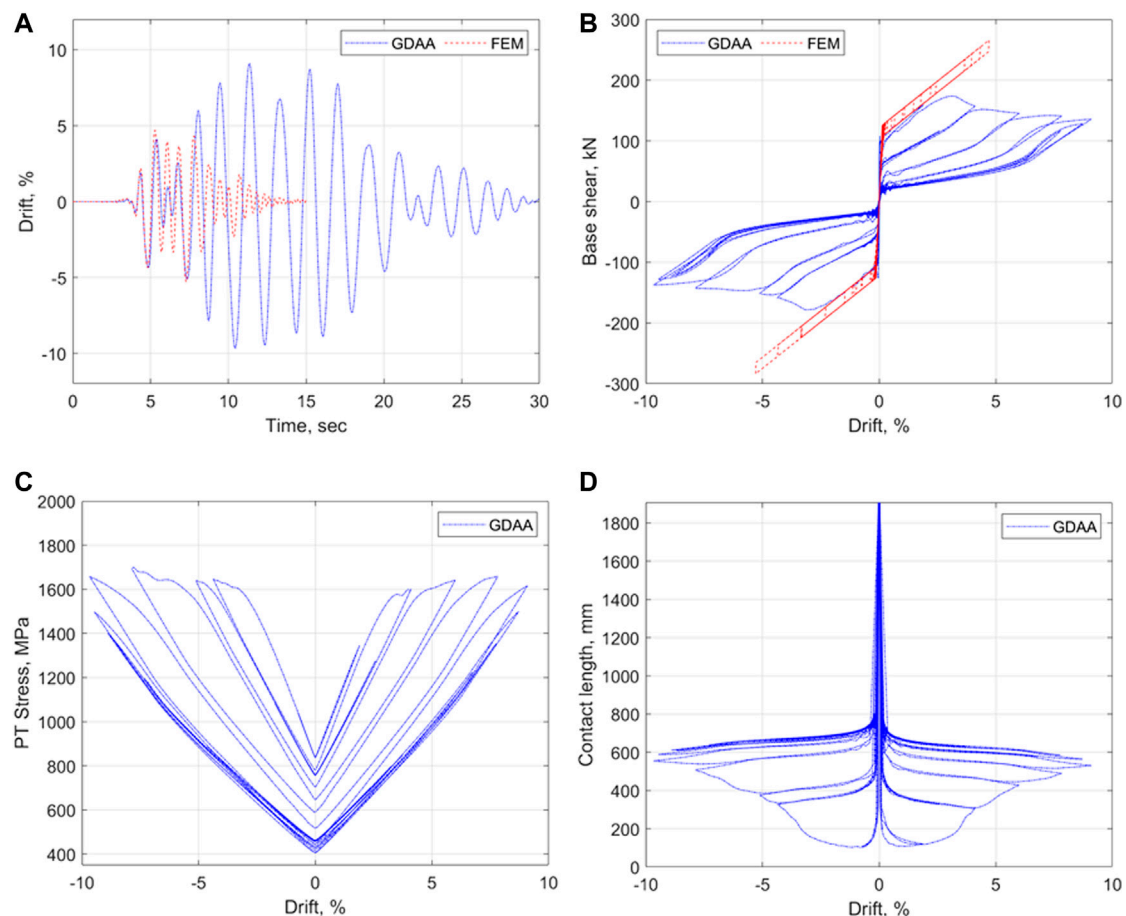 A
GDAA FEM
10
5
0
-5
-10
Drift, %
0 5 10 15 20 25 30
Time, sec
B
GDAA FEM
300
200
100
0
-100
-200
-300
Base shear, kN
-10 -5 0 5 10
Drift, %
C
GDAA
2000
1800
1600
1400
1200
1000
800
600
400
PT Stress, MPa
-10 -5 0 5 10
Drift, %
D
GDAA
1800
1600
1400
1200
1000
800
600
400
200
0
Contact length, mm
-10 -5 0 5 10
Drift, %